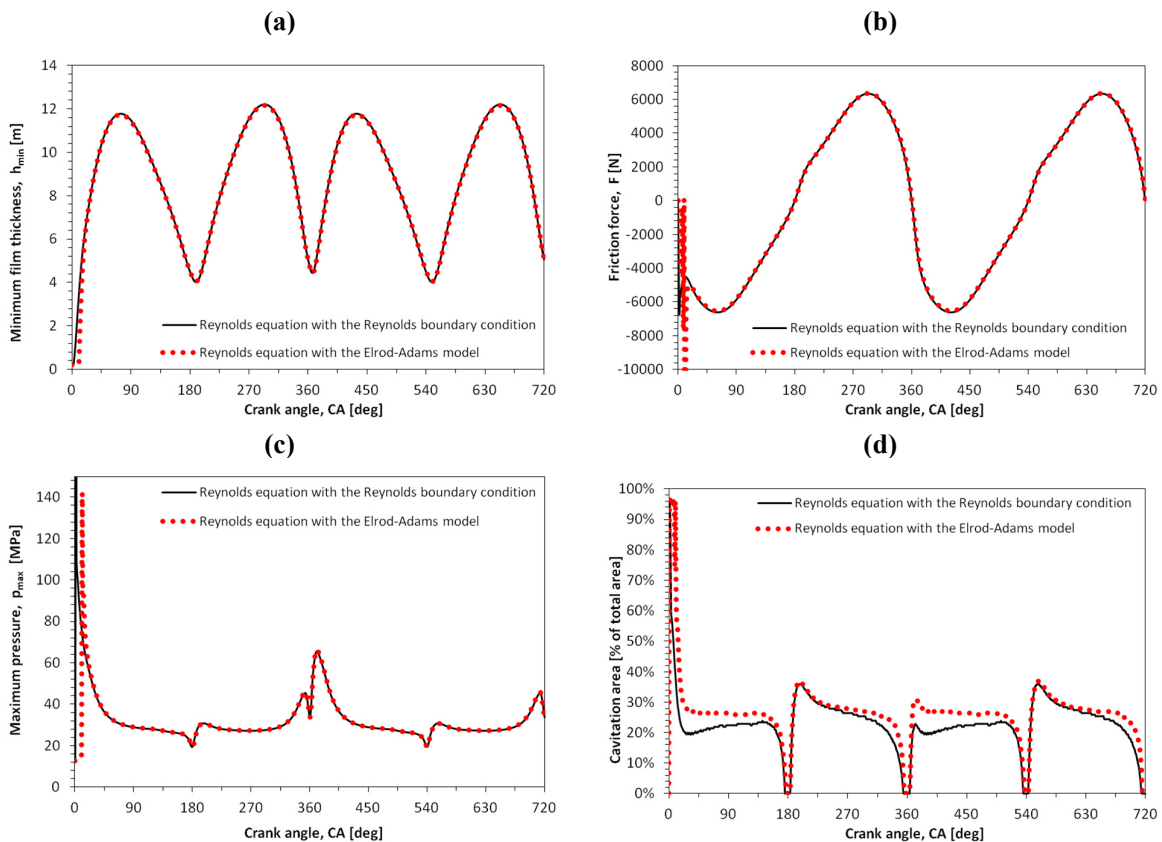 (a)
14
12
10
8
6
4
2
0
Minimum film thickness, hmin [m]
Reynolds equation with the Reynolds boundary condition
Reynolds equation with the Elrod-Adams model
0 90 180 270 360 450 540 630 720
Crank angle, CA [deg]
(b)
8000
6000
4000
2000
0
-2000
-4000
-6000
-8000
-10000
Friction force, F [N]
Reynolds equation with the Reynolds boundary condition
Reynolds equation with the Elrod-Adams model
0 90 180 270 360 450 540 630 720
Crank angle, CA [deg]
(c)
140
120
100
80
60
40
20
0
Maximum pressure, pmax [MPa]
Reynolds equation with the Reynolds boundary condition
Reynolds equation with the Elrod-Adams model
0 90 180 270 360 450 540 630 720
Crank angle, CA [deg]
(d)
100%
90%
80%
70%
60%
50%
40%
30%
20%
10%
0%
Cavitation area [% of total area]
Reynolds equation with the Reynolds boundary condition
Reynolds equation with the Elrod-Adams model
0 90 180 270 360 450 540 630 720
Crank angle, CA [deg]